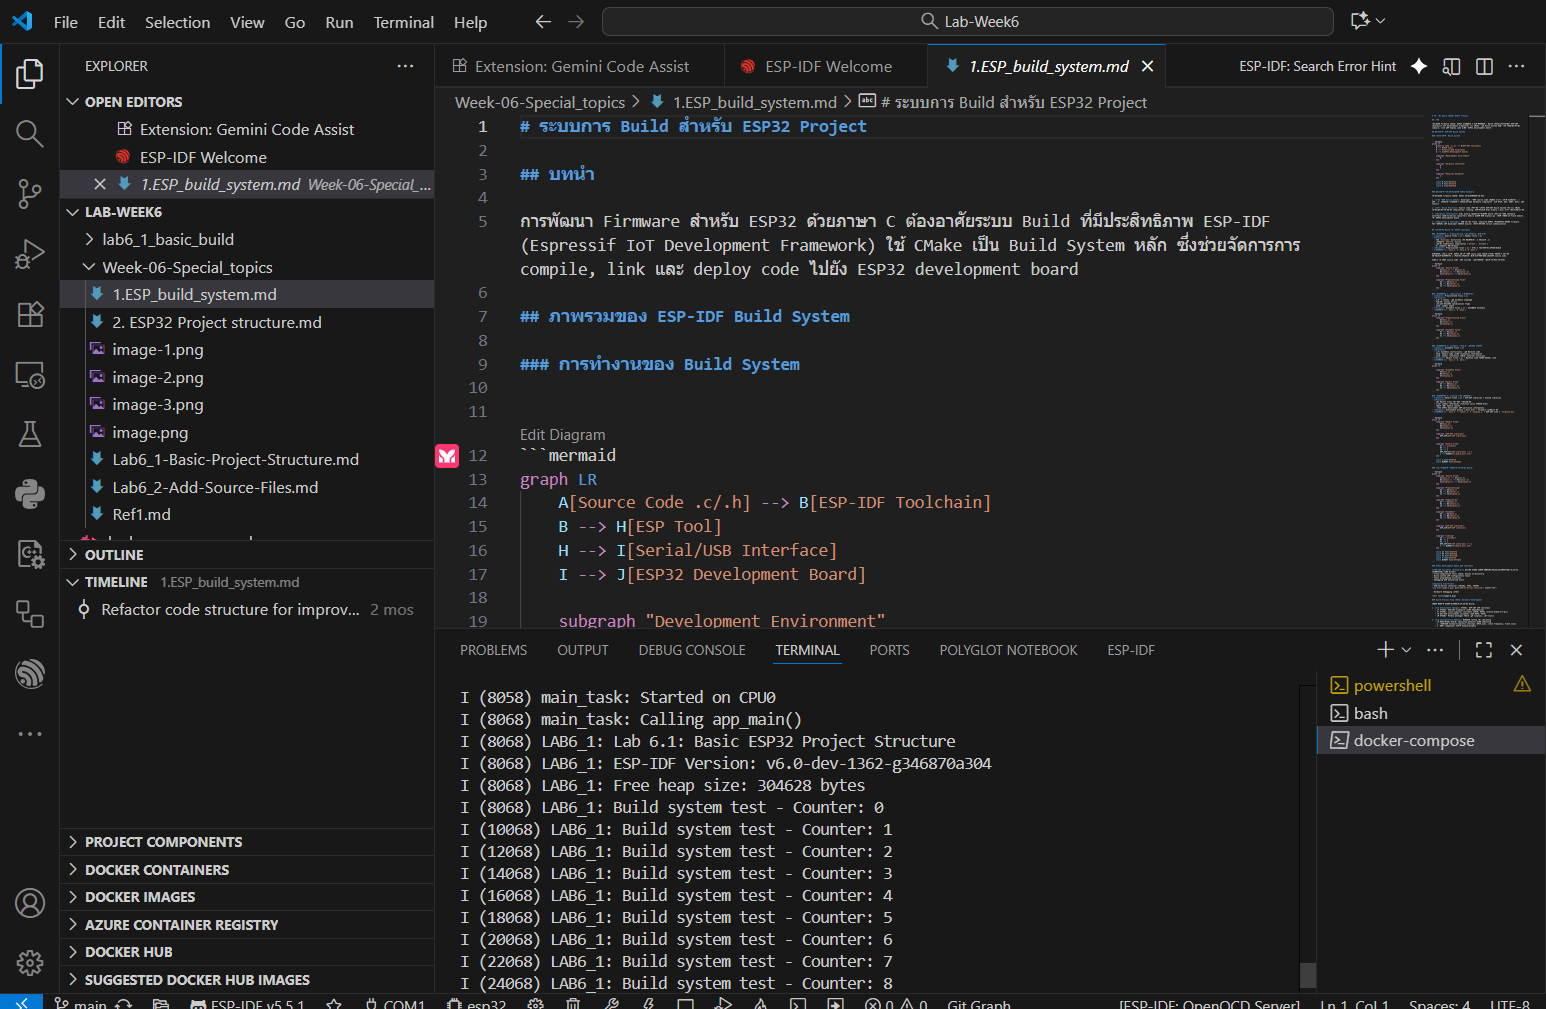 File Edit Selection View Go Run Terminal Help
Lab-Week6
EXPLORER
OPEN EDITORS
Extension: Gemini Code Assist
ESP-IDF Welcome
1.ESP_build_system.md Week-06-Special_...
LAB-WEEK6
lab6_1_basic_build
Week-06-Special_topics
1.ESP_build_system.md
2. ESP32 Project structure.md
image-1.png
image-2.png
image-3.png
image.png
Lab6_1-Basic-Project-Structure.md
Lab6_2-Add-Source-Files.md
Ref1.md
OUTLINE
TIMELINE 1.ESP_build_system.md
Refactor code structure for improv... 2 mos
PROJECT COMPONENTS
DOCKER CONTAINERS
DOCKER IMAGES
AZURE CONTAINER REGISTRY
DOCKER HUB
SUGGESTED DOCKER HUB IMAGES
Extension: Gemini Code Assist ESP-IDF Welcome 1.ESP_build_system.md ESP-IDF: Search Error Hint
Week-06-Special_topics > 1.ESP_build_system.md > # ระบบการ Build สำหรับ ESP32 Project
1 # ระบบการ Build สำหรับ ESP32 Project
2
3 ## บทนำ
4
5 การพัฒนา Firmware สำหรับ ESP32 ด้วยภาษา C ต้องอาศัยระบบ Build ที่มีประสิทธิภาพ ESP-IDF
(Espressif IoT Development Framework) ใช้ CMake เป็น Build System หลัก ซึ่งช่วยจัดการการ
compile, link และ deploy code ไปยัง ESP32 development board
6
7 ## ภาพรวมของ ESP-IDF Build System
8
9 ### การทำงานของ Build System
10
11
Edit Diagram
12 ```mermaid
13 graph LR
14 A[Source Code .c/.h] --> B[ESP-IDF Toolchain]
15 B --> H[ESP Tool]
16 H --> I[Serial/USB Interface]
17 I --> J[ESP32 Development Board]
18
19 subgraph "Development Environment"
PROBLEMS OUTPUT DEBUG CONSOLE TERMINAL PORTS POLYGLOT NOTEBOOK ESP-IDF
I (8058) main_task: Started on CPU0
I (8068) main_task: Calling app_main()
I (8068) LAB6_1: Lab 6.1: Basic ESP32 Project Structure
I (8068) LAB6_1: ESP-IDF Version: v6.0-dev-1362-g346870a304
I (8068) LAB6_1: Free heap size: 304628 bytes
I (8068) LAB6_1: Build system test - Counter: 0
I (10068) LAB6_1: Build system test - Counter: 1
I (12068) LAB6_1: Build system test - Counter: 2
I (14068) LAB6_1: Build system test - Counter: 3
I (16068) LAB6_1: Build system test - Counter: 4
I (18068) LAB6_1: Build system test - Counter: 5
I (20068) LAB6_1: Build system test - Counter: 6
I (22068) LAB6_1: Build system test - Counter: 7
I (24068) LAB6_1: Build system test - Counter: 8
powershell
bash
docker-compose
main ESP-IDF v5.5.1 COM1 esp32 0 0 Git Graph [ESP-IDF: OpenOCD Server] Ln 1, Col 1 Spaces: 4 UTF-8